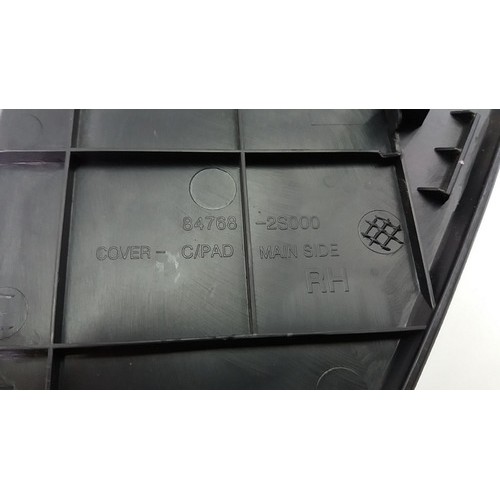 84768 -2S000
COVER - C/PAD MAIN SIDE
RH